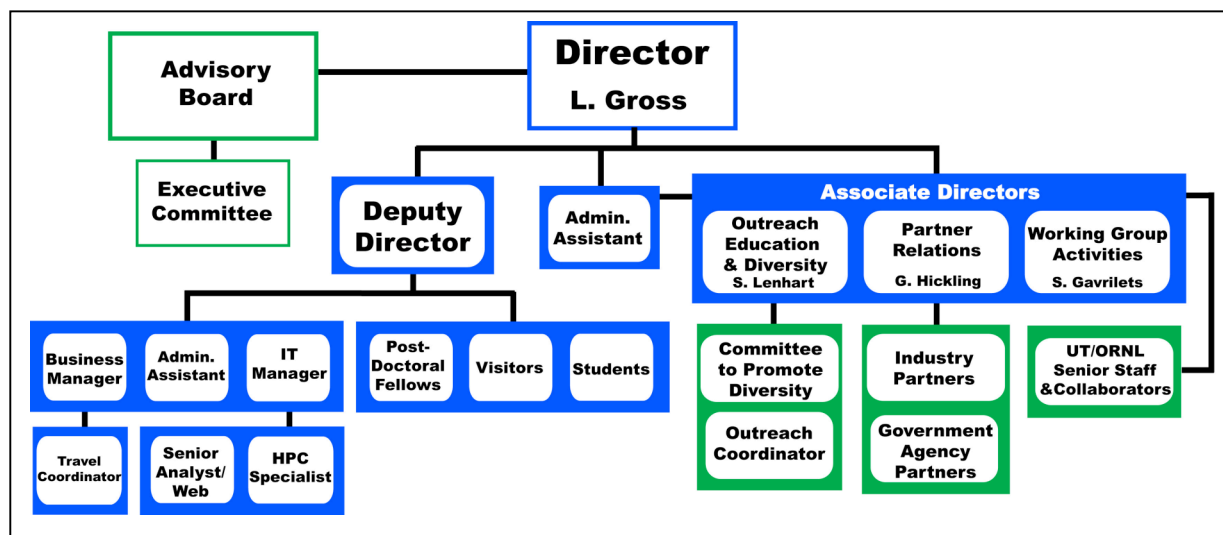 Director
L. Gross
Advisory
Board
Executive
Committee
Deputy
Director
Admin.
Assistant
Associate Directors
Outreach
Education
& Diversity
S. Lenhart
Partner
Relations
G. Hickling
Working Group
Activities
S. Gavrilets
Business
Manager
Admin.
Assistant
IT
Manager
Post-
Doctoral
Fellows
Visitors
Students
Committee
to Promote
Diversity
Industry
Partners
UT/ORNL
Senior Staff
&Collaborators
Travel
Coordinator
Senior
Analyst/
Web
HPC
Specialist
Outreach
Coordinator
Government
Agency
Partners